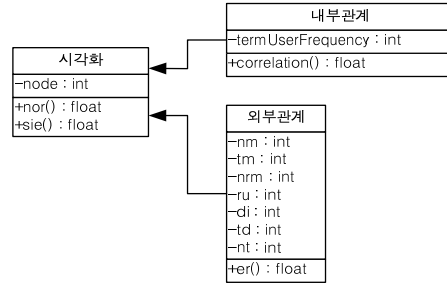 시각화
-node : int
+nor() : float
+sie() : float
내부관계
-termUserFrequency : int
+correlation() : float
외부관계
-nm : int
-tm : int
-nrm : int
-ru : int
-di : int
-td : int
-nt : int
+er() : float